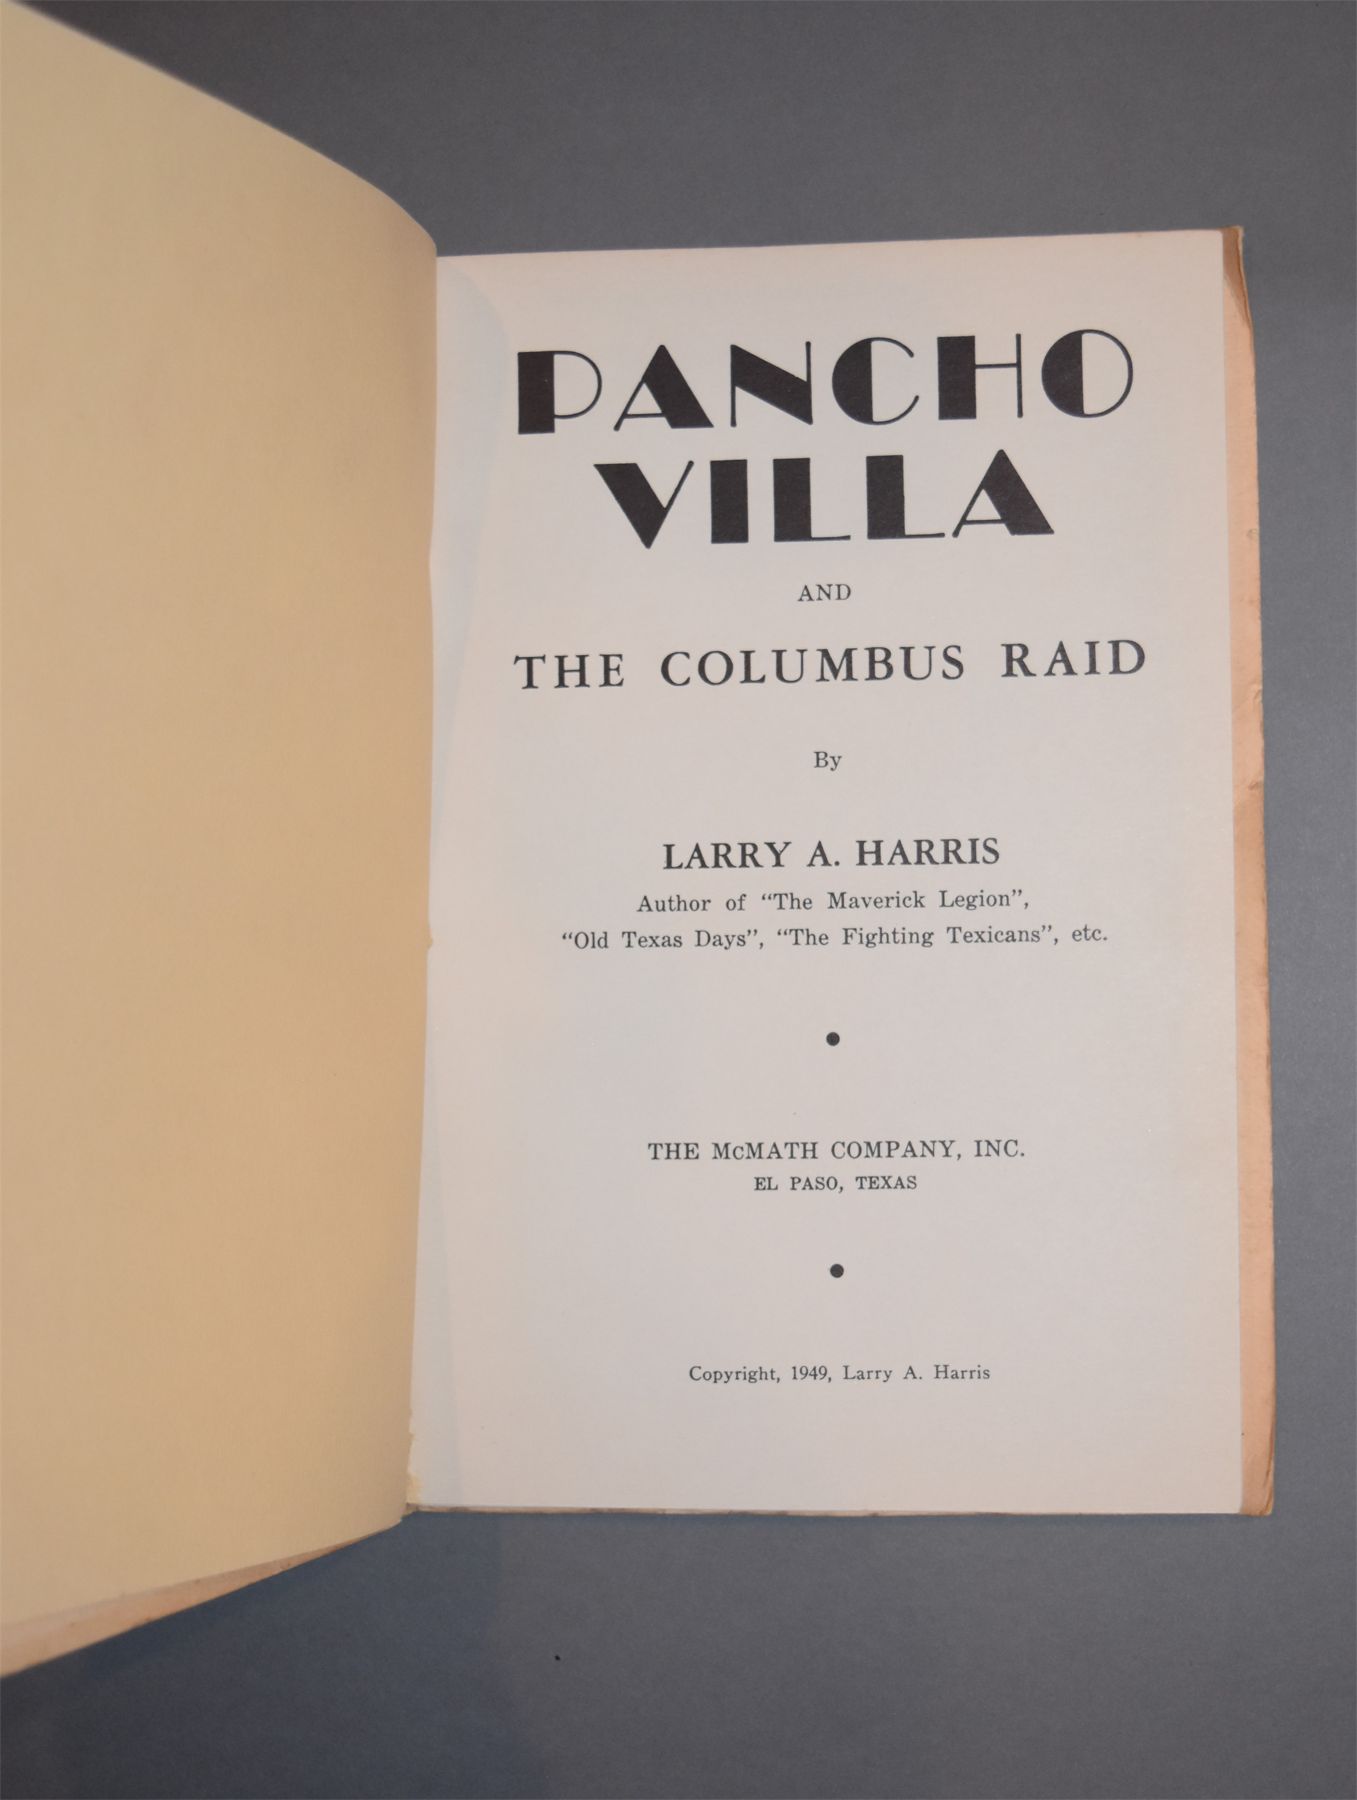 PANCHO
VILLA
AND
THE COLUMBUS RAID
By
LARRY A. HARRIS
Author of “The Maverick Legion”,
“Old Texas Days”, “The Fighting Texicans”, etc.
•
THE McMATH COMPANY, INC.
EL PASO, TEXAS
•
Copyright, 1949, Larry A. Harris